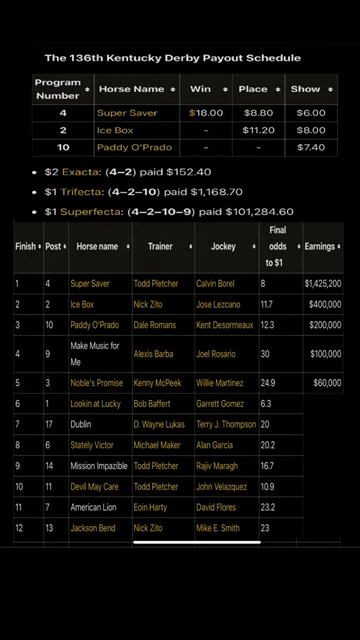 The 136th Kentucky Derby Payout Schedule
Program Number Horse Name Win Place Show
4 Super Saver $18.00 $8.80 $6.00
2 Ice Box - $11.20 $8.00
10 Paddy O'Prado - - $7.40
• $2 Exacta: (4–2) paid $152.40
• $1 Trifecta: (4–2–10) paid $1,168.70
• $1 Superfecta: (4–2–10–9) paid $101,284.60
Finish Post Horse name Trainer Jockey Final odds to $1 Earnings
1 4 Super Saver Todd Pletcher Calvin Borel 8 $1,425,200
2 2 Ice Box Nick Zito Jose Lezcano 11.7 $400,000
3 10 Paddy O'Prado Dale Romans Kent Desormeaux 12.3 $200,000
4 9 Make Music for Me Alexis Barba Joel Rosario 30 $100,000
5 3 Noble's Promise Kenny McPeek Willie Martinez 24.9 $60,000
6 1 Lookin at Lucky Bob Baffert Garrett Gomez 6.3
7 17 Dublin D. Wayne Lukas Terry J. Thompson 20
8 6 Stately Victor Michael Maker Alan Garcia 20.2
9 14 Mission Impazible Todd Pletcher Rajiv Maragh 16.7
10 11 Devil May Care Todd Pletcher John Velazquez 10.9
11 7 American Lion Eoin Harty David Flores 23.2
12 13 Jackson Bend Nick Zito Mike E. Smith 23